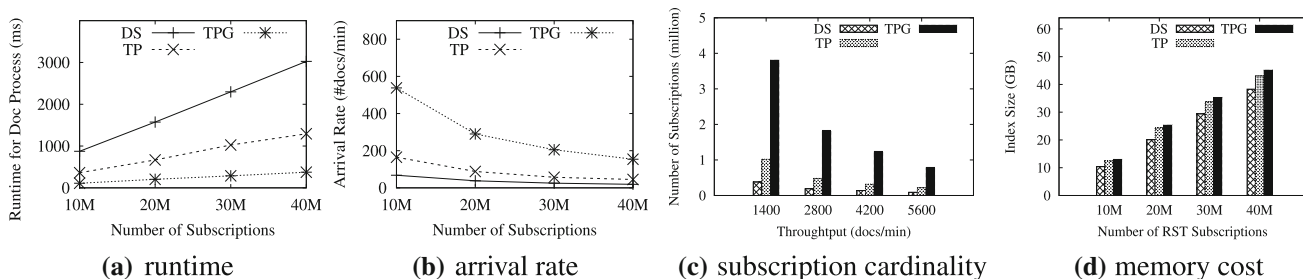 DS TPG
TP
3000
2000
1000
0
10M 20M 30M 40M
Number of Subscriptions
Runtime for Doc Process (ms)
(a) runtime
DS TPG
TP
800
600
400
200
0
10M 20M 30M 40M
Number of Subscriptions
Arrival Rate (#docs/min)
(b) arrival rate
DS TPG
TP
5
4
3
2
1
0
1400 2800 4200 5600
Throughtput (docs/min)
Number of Subscriptions (million)
(c) subscription cardinality
DS TPG
TP
60
50
40
30
20
10
0
10M 20M 30M 40M
Number of RST Subscriptions
Index Size (GB)
(d) memory cost